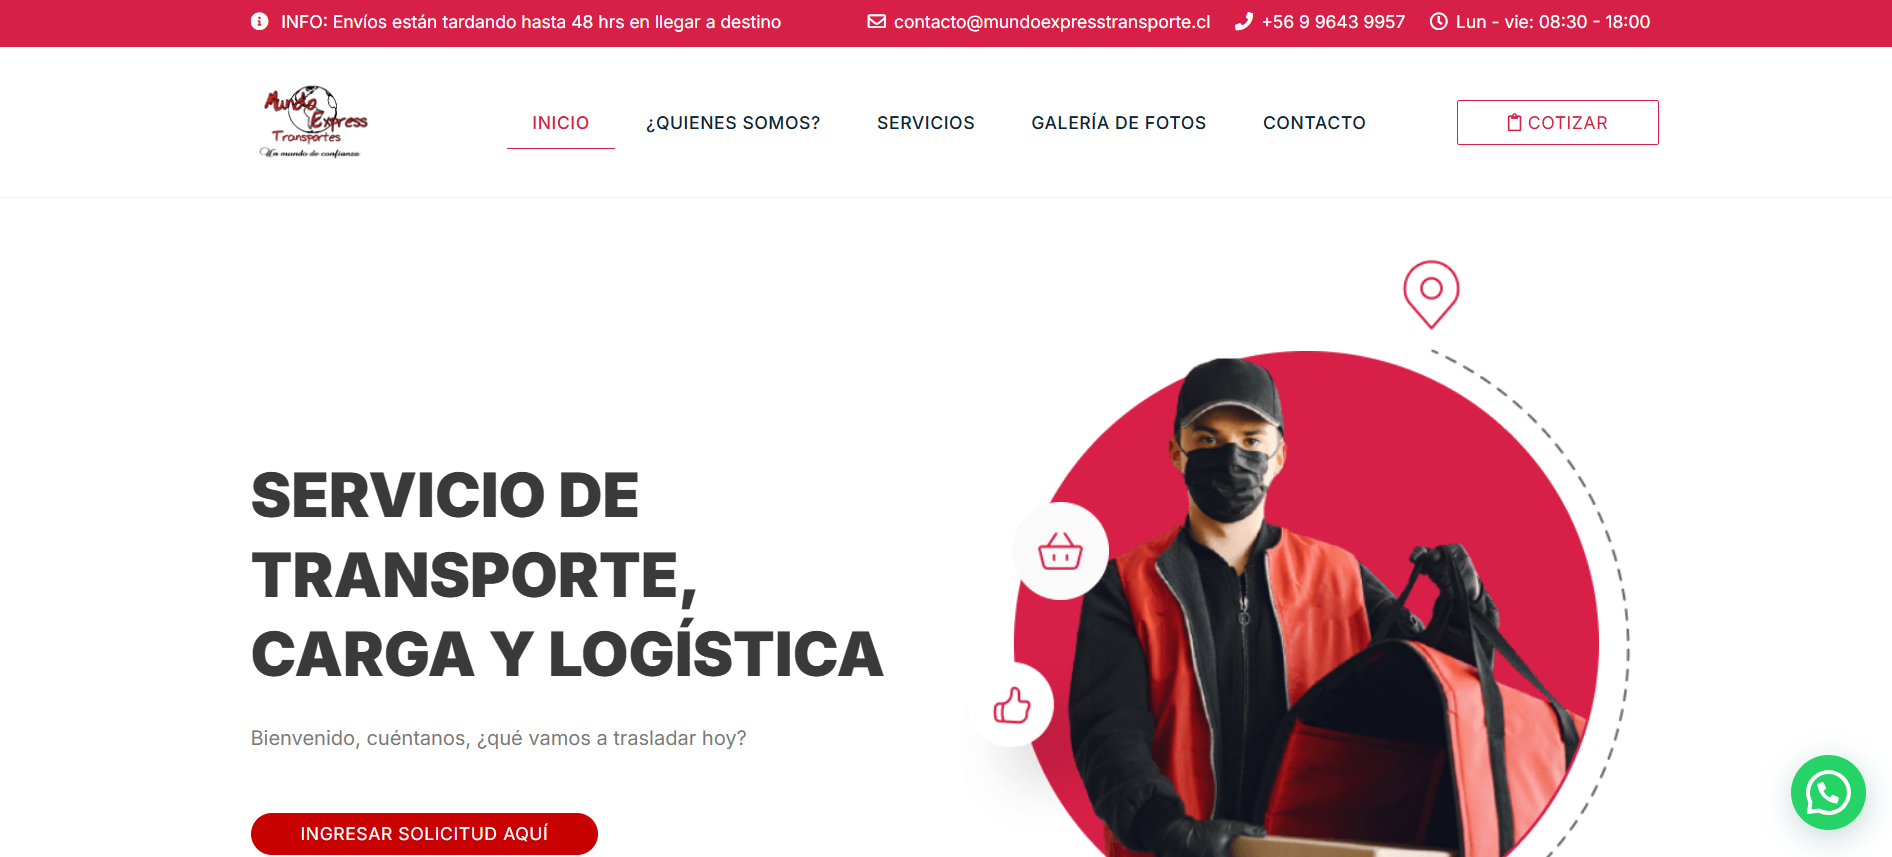 INFO: Envíos están tardando hasta 48 hrs en llegar a destino
contacto@mundoexpresstransporte.cl
+56 9 9643 9957
Lun - vie: 08:30 - 18:00
Mundo
Express
Transportes
Un mundo de confianza
INICIO
¿QUIENES SOMOS?
SERVICIOS
GALERÍA DE FOTOS
CONTACTO
COTIZAR
SERVICIO DE
TRANSPORTE,
CARGA Y LOGÍSTICA
Bienvenido, cuéntanos, ¿qué vamos a trasladar hoy?
INGRESAR SOLICITUD AQUÍ